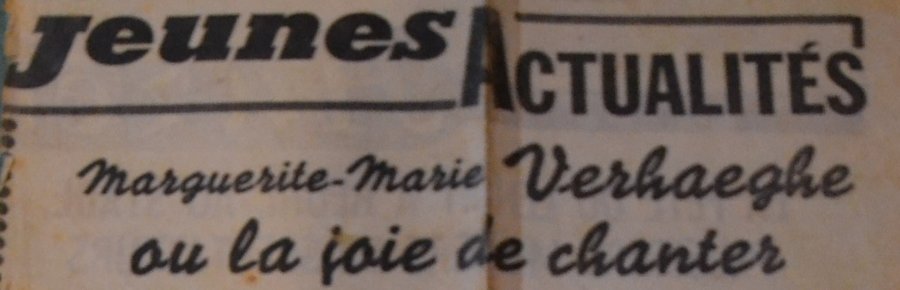 Jeunes ACTUALITÉS
Marguerite-Marie Verhaeghe
ou la joie de chanter